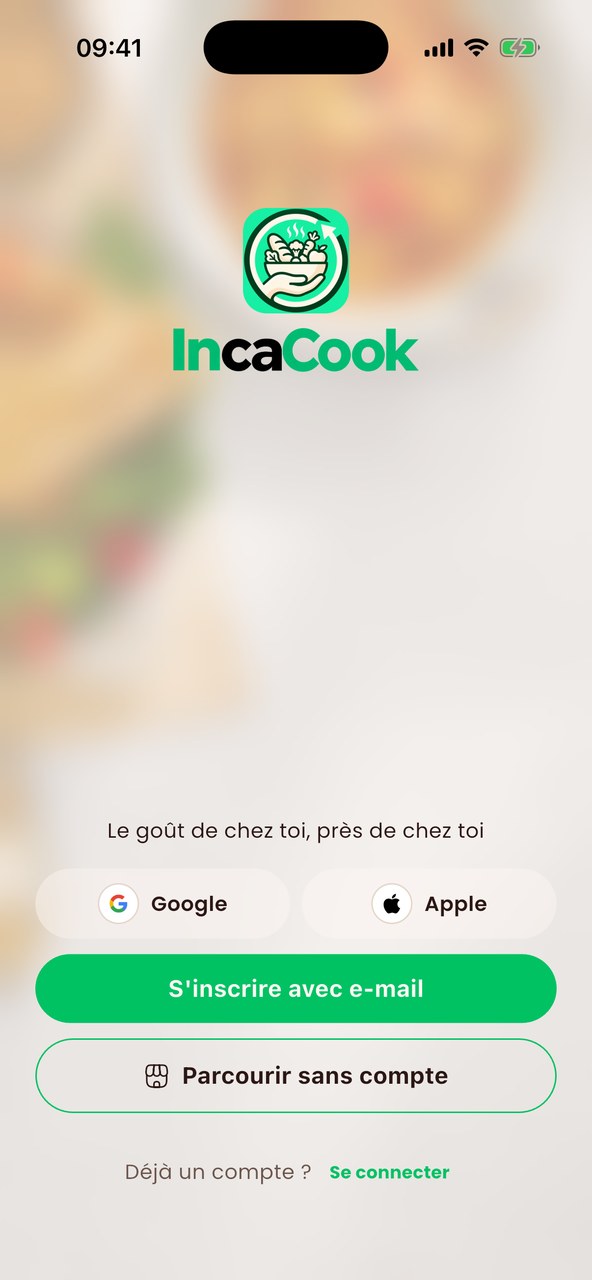 09:41
IncaCook
Le goût de chez toi, près de chez toi
Google
Apple
S'inscrire avec e-mail
Parcourir sans compte
Déjà un compte ? Se connecter